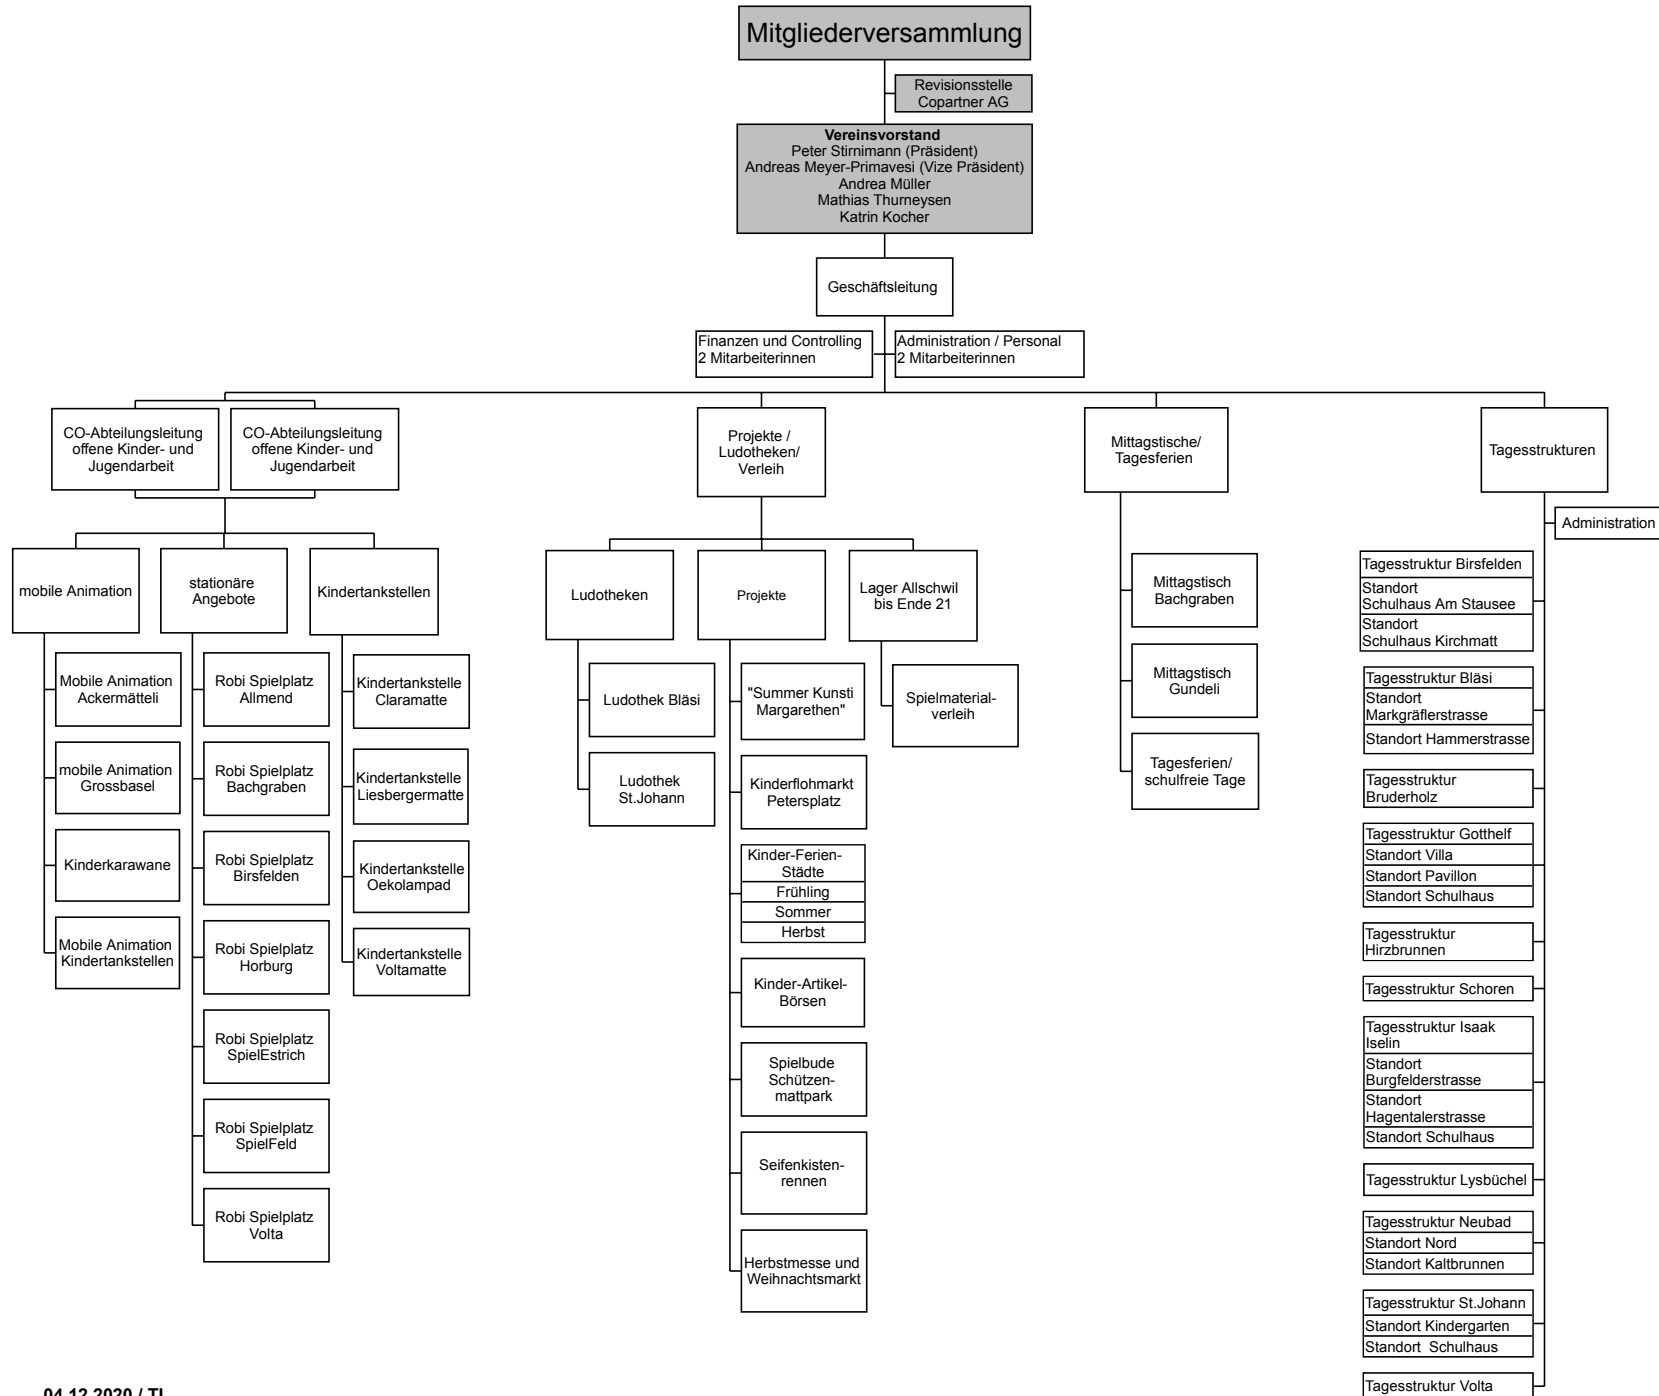 Mitgliederversammlung
Revisionsstelle
Copartner AG
Vereinsvorstand
Peter Stirnimann (Präsident)
Andreas Meyer-Primavesi (Vize Präsident)
Andrea Müller
Mathias Thurneysen
Katrin Kocher
Geschäftsleitung
Finanzen und Controlling
2 Mitarbeiterinnen
Administration / Personal
2 Mitarbeiterinnen
CO-Abteilungsleitung
offene Kinder- und
Jugendarbeit
CO-Abteilungsleitung
offene Kinder- und
Jugendarbeit
Projekte /
Ludotheken/
Verleih
Mittagstische/
Tagesferien
Tagesstrukturen
Administration
mobile Animation
stationäre
Angebote
Kindertankstellen
Ludotheken
Projekte
Lager Allschwil
bis Ende 21
Mobile Animation
Ackermätteli
mobile Animation
Grossbasel
Kinderkarawane
Mobile Animation
Kindertankstellen
Robi Spielplatz
Allmend
Robi Spielplatz
Bachgraben
Robi Spielplatz
Birsfelden
Robi Spielplatz
Horburg
Robi Spielplatz
SpielEstrich
Robi Spielplatz
SpielFeld
Robi Spielplatz
Volta
Kindertankstelle
Claramatte
Kindertankstelle
Liesbergermatte
Kindertankstelle
Oekolampad
Kindertankstelle
Voltamatte
Ludothek Bläsi
Ludothek
St.Johann
"Summer Kunsti
Margarethen"
Kinderflohmarkt
Petersplatz
Kinder-Ferien-
Städte
Frühling
Sommer
Herbst
Kinder-Artikel-
Börsen
Spielbude
Schützen-
mattpark
Seifenkisten-
rennen
Herbstmesse und
Weihnachtsmarkt
Spielmaterial-
verleih
Mittagstisch
Bachgraben
Mittagstisch
Gundeli
Tagesferien/
schulfreie Tage
Tagesstruktur Birsfelden
Standort
Schulhaus Am Stausee
Standort
Schulhaus Kirchmatt
Tagesstruktur Bläsi
Standort
Markgräflerstrasse
Standort Hammerstrasse
Tagesstruktur
Bruderholz
Tagesstruktur Gotthelf
Standort Villa
Standort Pavillon
Standort Schulhaus
Tagesstruktur
Hirzbrunnen
Tagesstruktur Schoren
Tagesstruktur Isaak
Iselin
Standort
Burgfelderstrasse
Standort
Hagentalerstrasse
Standort Schulhaus
Tagesstruktur Lysbüchel
Tagesstruktur Neubad
Standort Nord
Standort Kaltbrunnen
Tagesstruktur St.Johann
Standort Kindergarten
Standort Schulhaus
Tagesstruktur Volta
04.12.2020 / TL